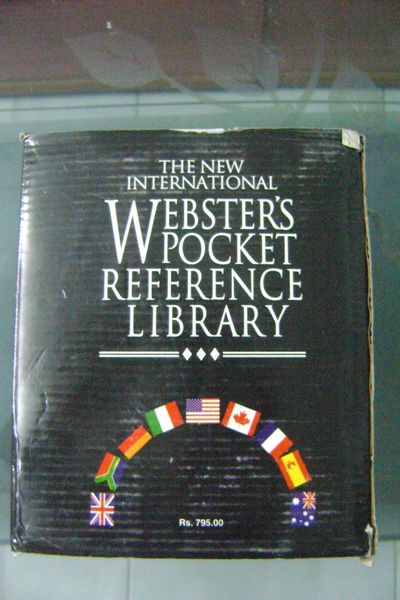 THE NEW
INTERNATIONAL
WEBSTER'S
POCKET
REFERENCE
LIBRARY
Rs. 795.00